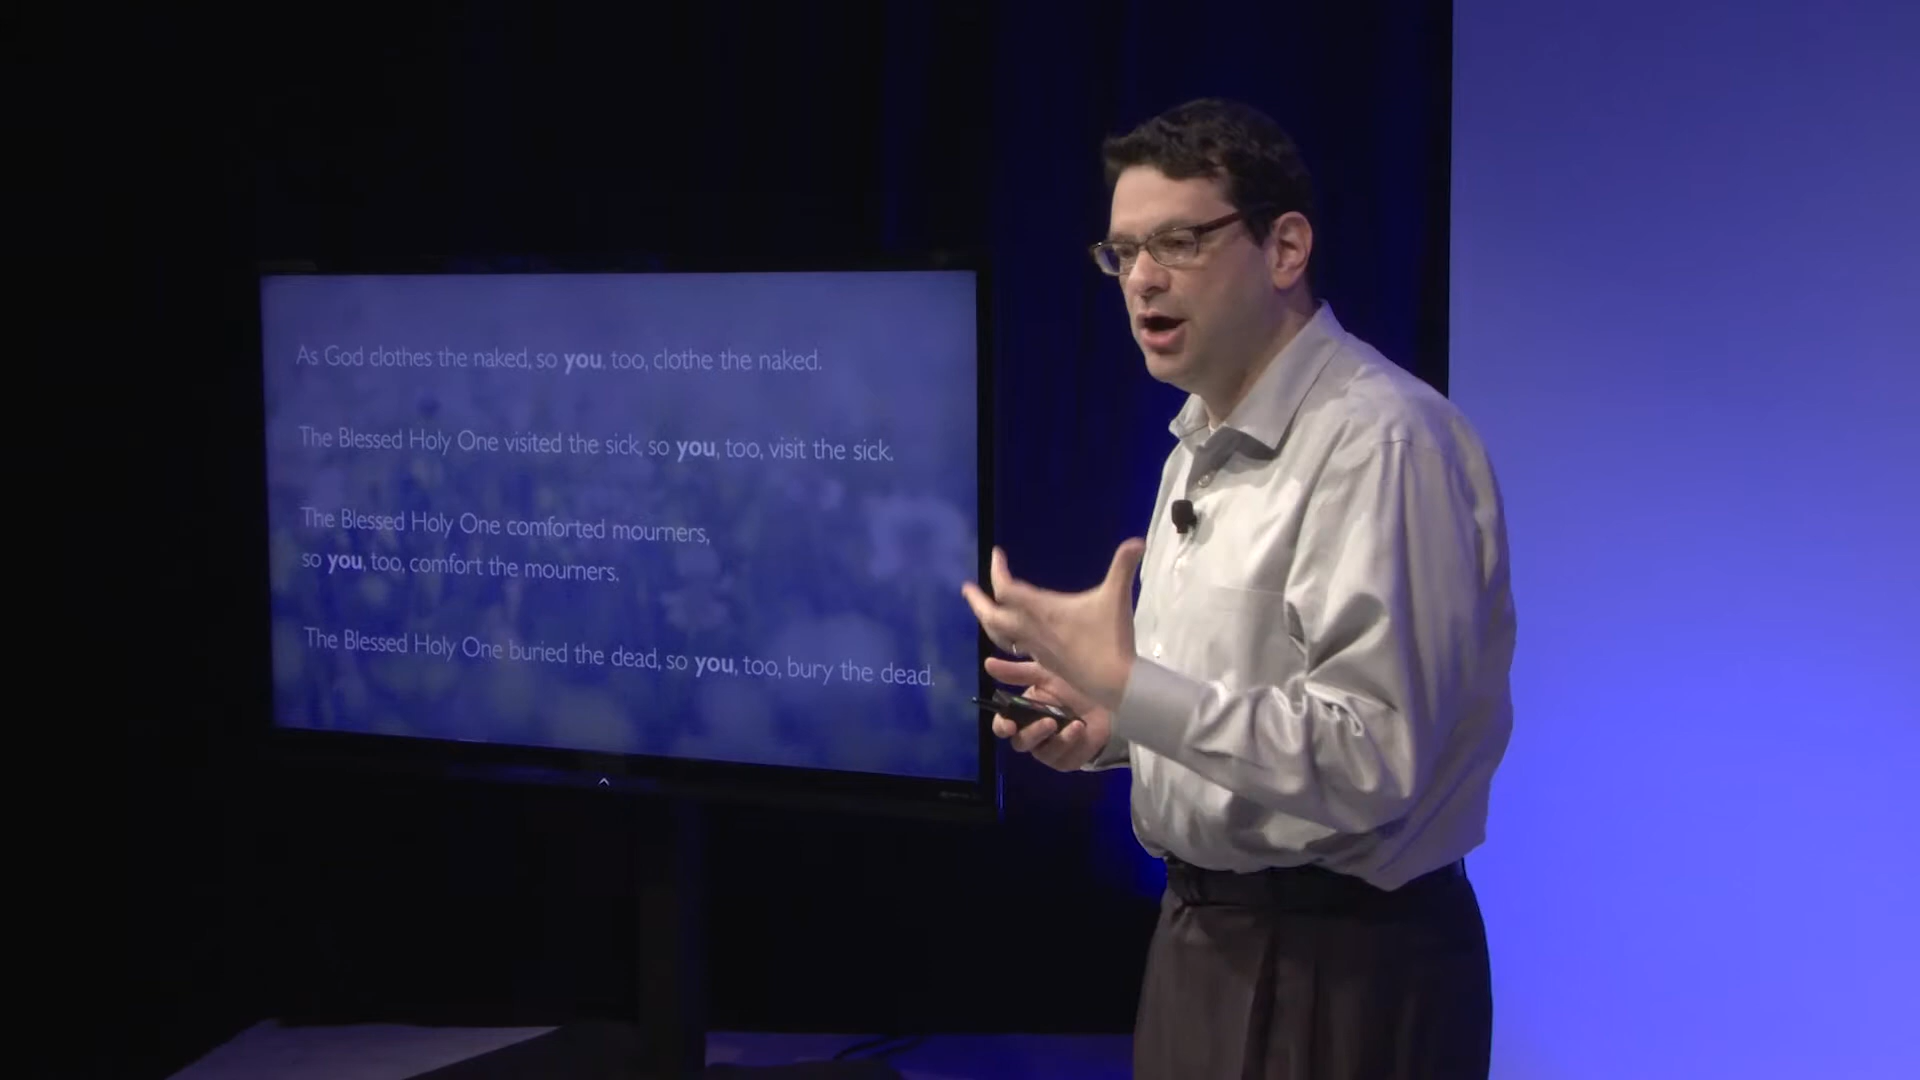 As God clothes the naked, so you, too, clothe the naked.
The Blessed Holy One visited the sick, so you, too, visit the sick.
The Blessed Holy One comforted mourners,
so you, too, comfort the mourners.
The Blessed Holy One buried the dead, so you, too, bury the dead.